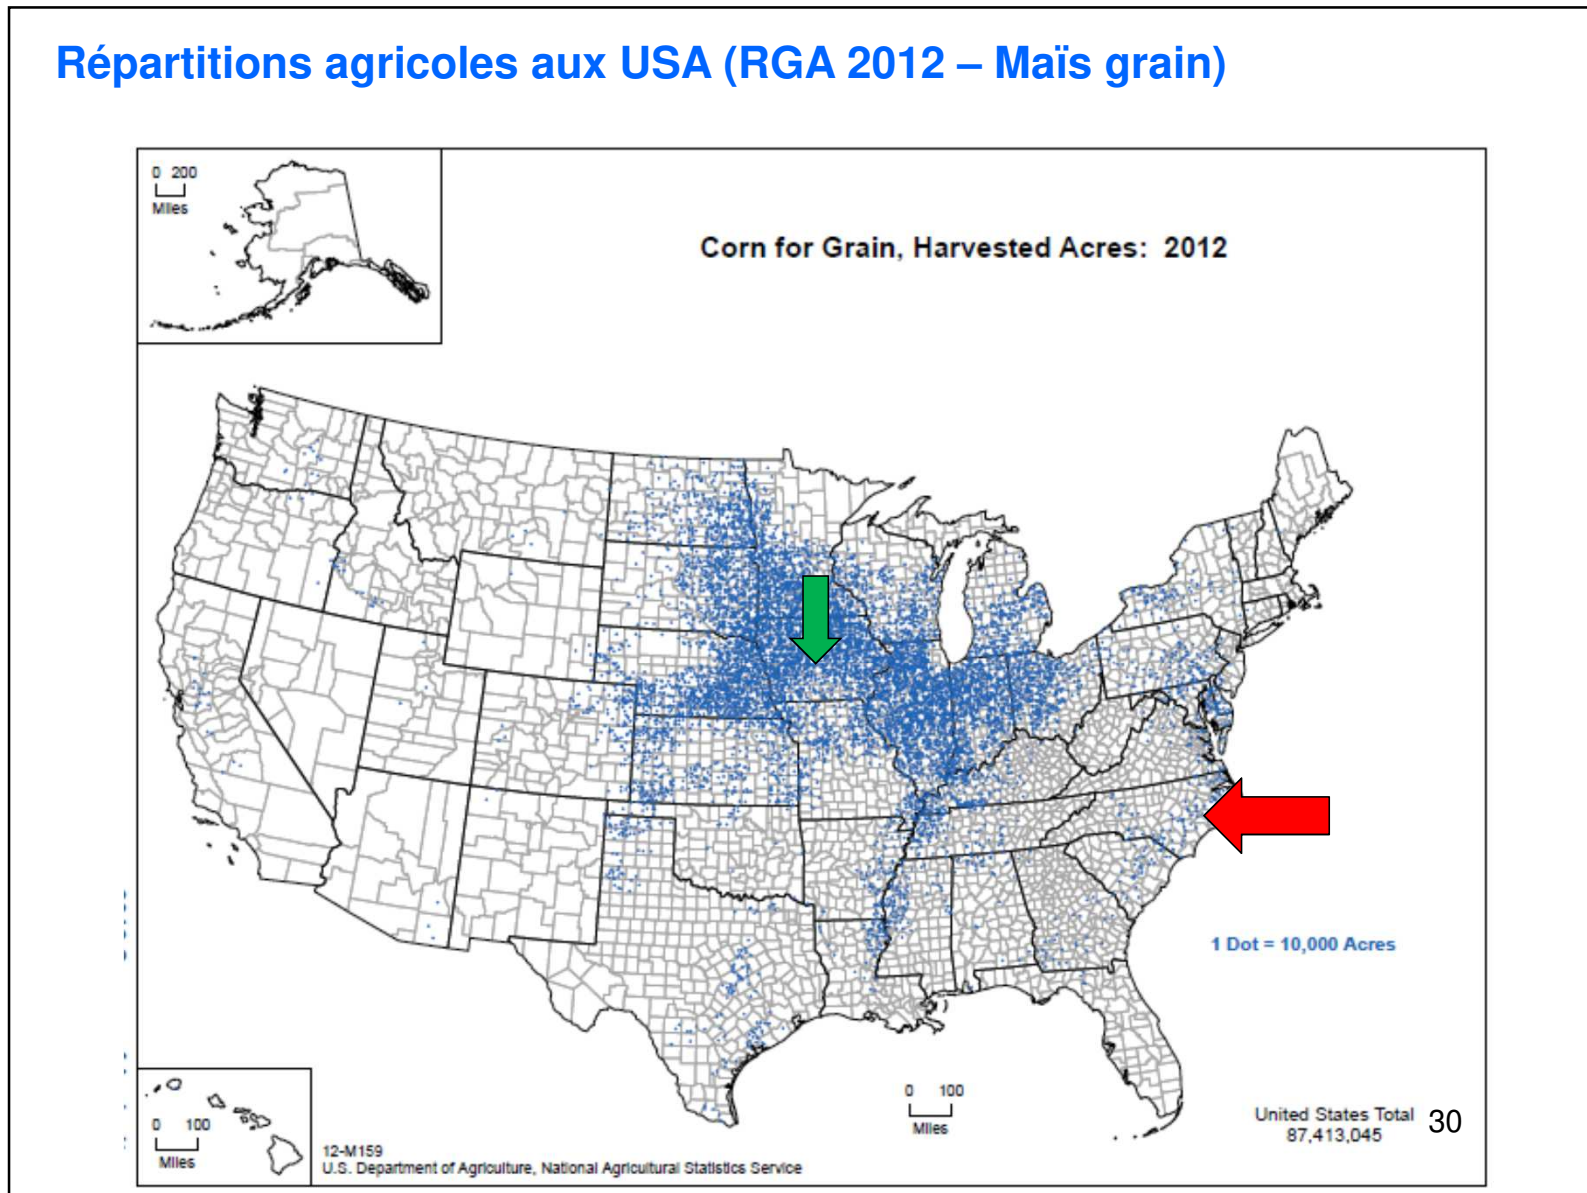 Répartitions agricoles aux USA (RGA 2012 – Maïs grain)
0 200
Miles
Corn for Grain, Harvested Acres: 2012
1 Dot = 10,000 Acres
0 100
Miles
0 100
Miles
United States Total
87,413,045
30
12-M159
U.S. Department of Agriculture, National Agricultural Statistics Service